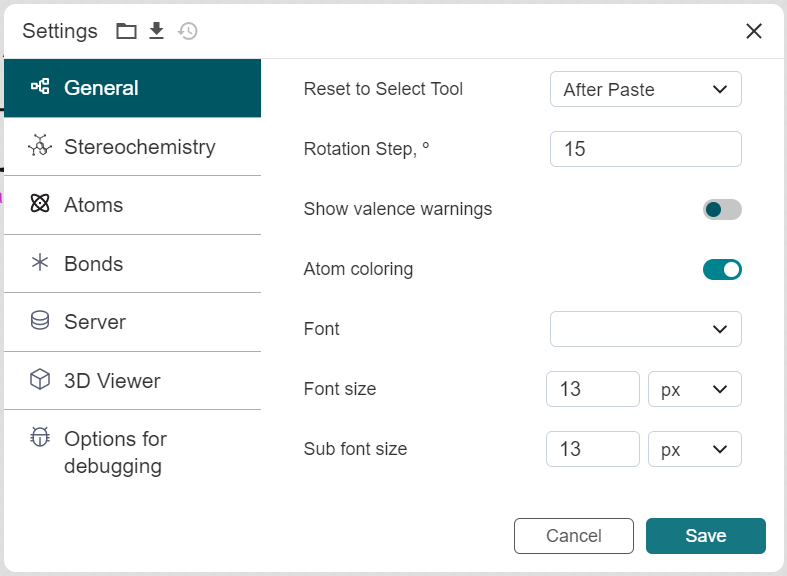 Settings
General
Stereochemistry
Atoms
Bonds
Server
3D Viewer
Options for
debugging
Reset to Select Tool
After Paste
Rotation Step, º
15
Show valence warnings
Atom coloring
Font
Font size
13
px
Sub font size
13
px
Cancel
Save